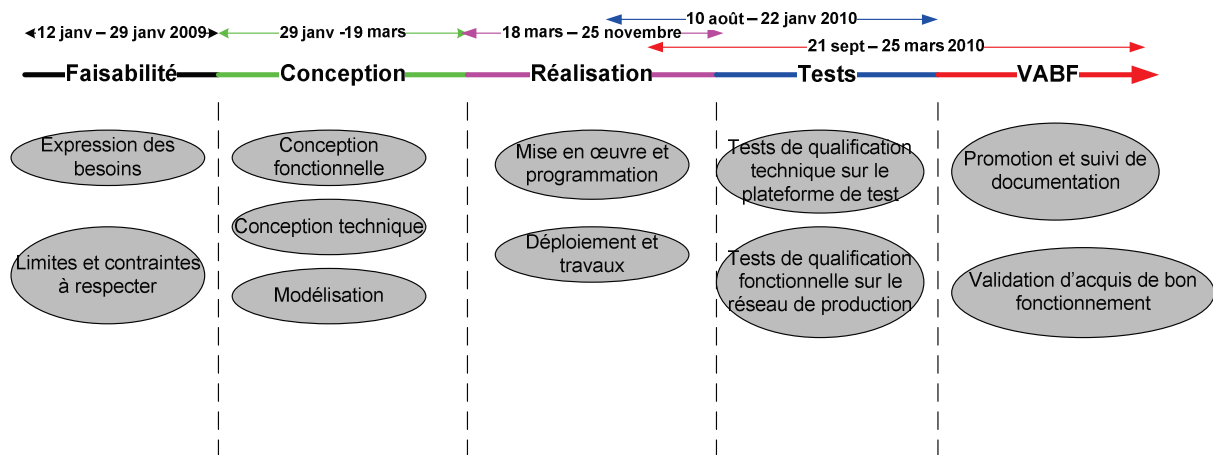 10 août – 22 janv 2010
12 janv – 29 janv 2009
29 janv -19 mars
18 mars – 25 novembre
21 sept – 25 mars 2010
Faisabilité
Conception
Réalisation
Tests
VABF
Expression des
besoins
Limites et contraintes
à respecter
Conception
fonctionnelle
Conception technique
Modélisation
Mise en œuvre et
programmation
Déploiement et
travaux
Tests de qualification
technique sur le
plateforme de test
Tests de qualification
fonctionnelle sur le
réseau de production
Promotion et suivi de
documentation
Validation d’acquis de bon
fonctionnement